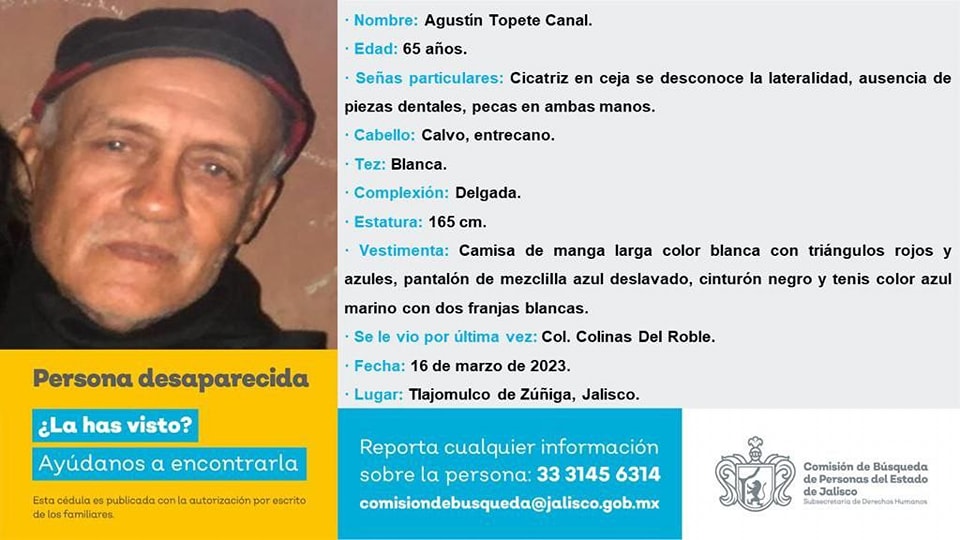 · Nombre: Agustín Topete Canal.
· Edad: 65 años.
· Señas particulares: Cicatriz en ceja se desconoce la lateralidad, ausencia de
piezas dentales, pecas en ambas manos.
· Cabello: Calvo, entrecano.
· Tez: Blanca.
· Complexión: Delgada.
· Estatura: 165 cm.
· Vestimenta: Camisa de manga larga color blanca con triángulos rojos y
azules, pantalón de mezclilla azul deslavado, cinturón negro y tenis color azul
marino con dos franjas blancas.
· Se le vio por última vez: Col. Colinas Del Roble.
· Fecha: 16 de marzo de 2023.
· Lugar: Tlajomulco de Zúñiga, Jalisco.
Persona desaparecida
¿La has visto?
Ayúdanos a encontrarla
Esta cédula es publicada con la autorización por escrito
de los familiares.
Reporta cualquier información
sobre la persona: 33 3145 6314
comisiondebusqueda@jalisco.gob.mx
Comisión de Búsqueda
de Personas del Estado
de Jalisco
Subsecretaría de Derechos Humanos